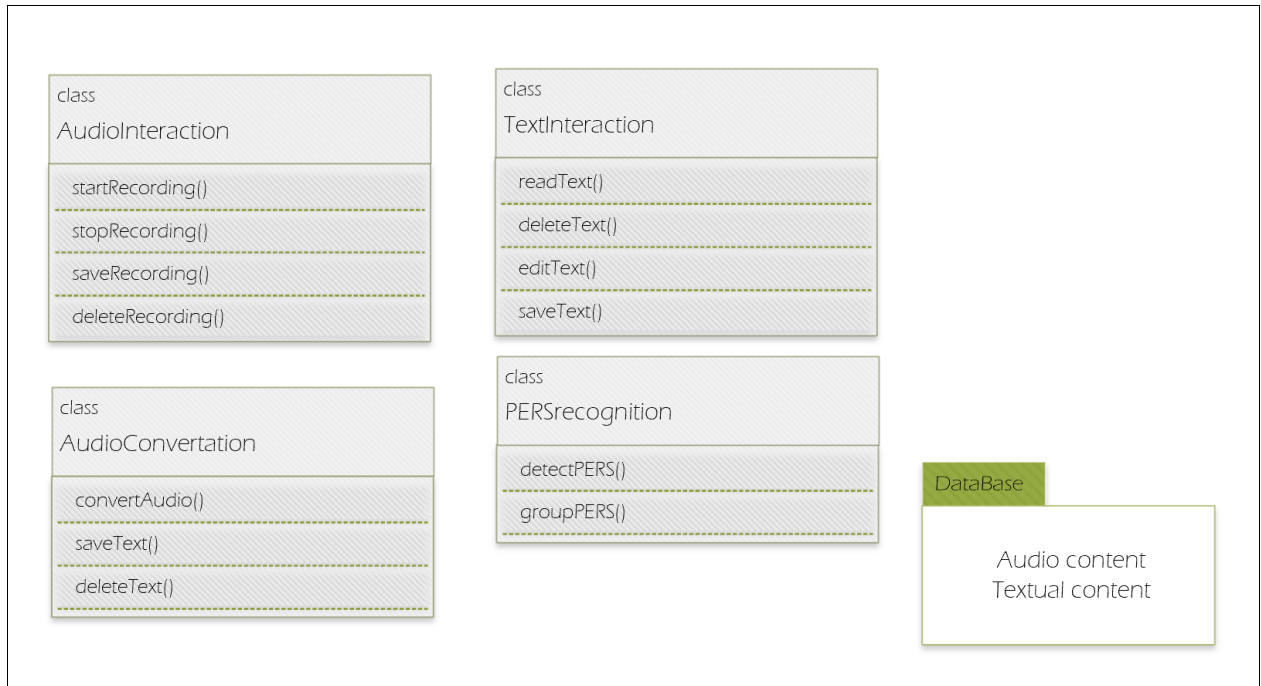 class
AudioInteraction
startRecording()
stopRecording()
saveRecording()
deleteRecording()
class
TextInteraction
readText()
deleteText()
editText()
saveText()
class
AudioConvertation
convertAudio()
saveText()
deleteText()
class
PERSrecognition
detectPERS()
groupPERS()
DataBase
Audio content
Textual content